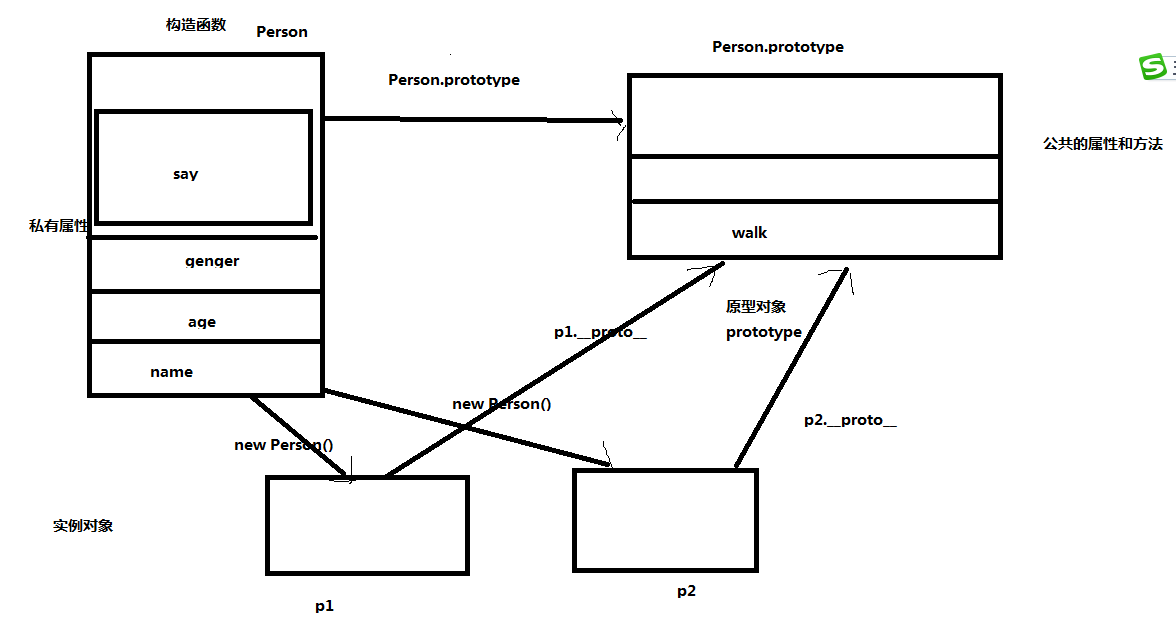 构造函数 Person
Person.prototype
Person.prototype
公共的属性和方法
say
私有属性
genger
walk
age
原型对象
prototype
p1.__proto__
name
new Person()
p2.__proto__
new Person()
实例对象
p1
p2